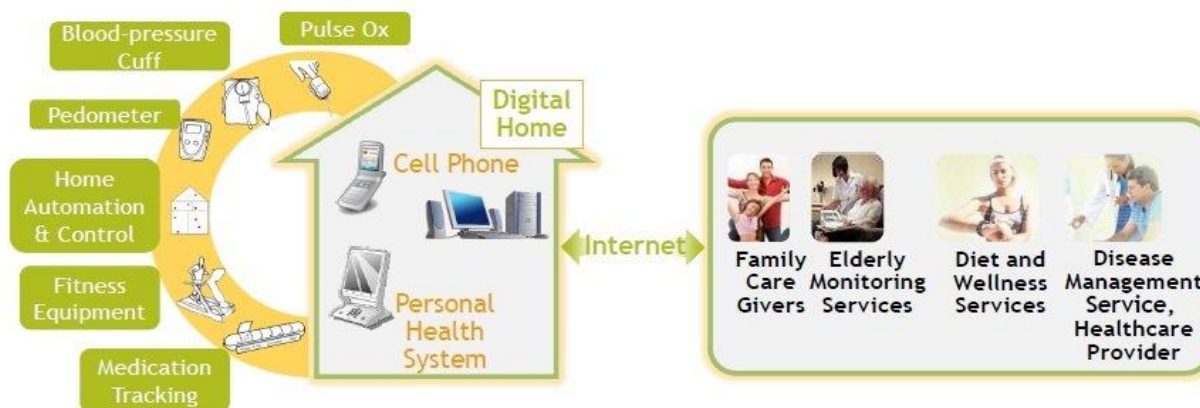 Pulse Ox
Blood-pressure
Cuff
Pedometer
Home
Automation
& Control
Fitness
Equipment
Medication
Tracking
Digital
Home
Cell Phone
Personal
Health
System
Internet
Family
Care
Givers
Elderly
Monitoring
Services
Diet and
Wellness
Services
Disease
Management
Service,
Healthcare
Provider